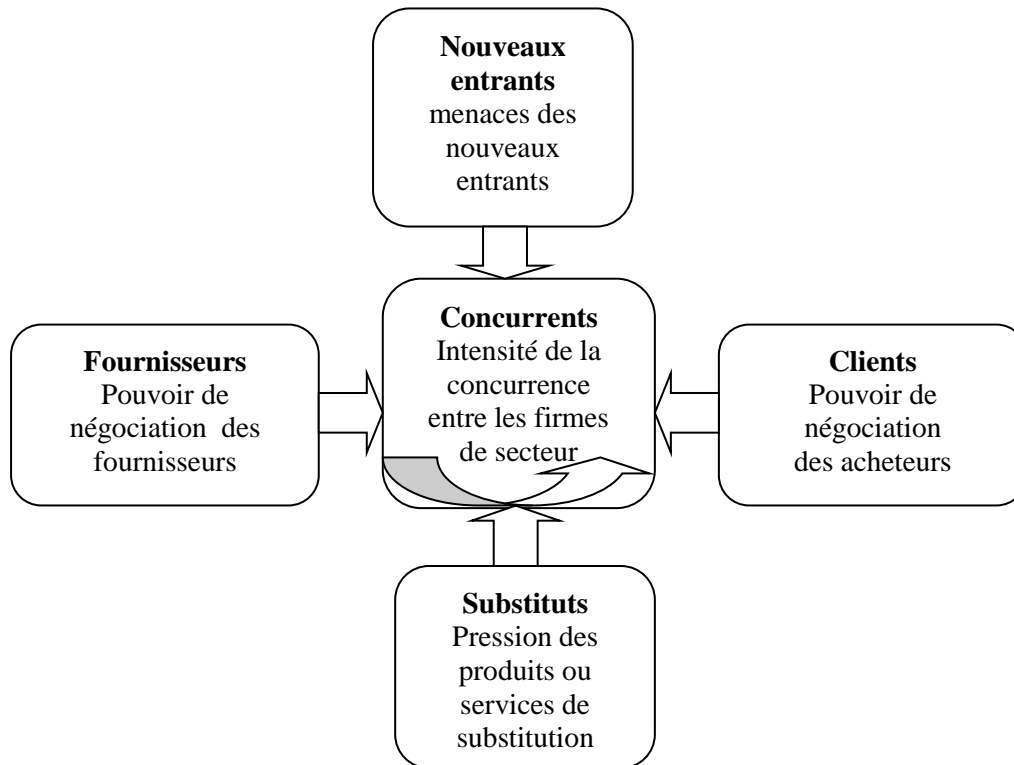 Nouveaux
entrants
menaces des
nouveaux
entrants
Concurrents
Intensité de la
concurrence
entre les firmes
de secteur
Fournisseurs
Pouvoir de
négociation des
fournisseurs
Clients
Pouvoir de
négociation
des acheteurs
Substituts
Pression des
produits ou
services de
substitution